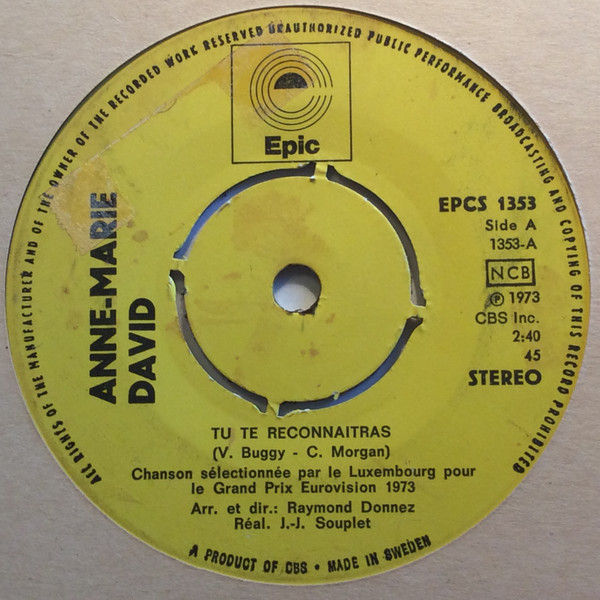 ALL RIGHTS OF THE MANUFACTURER AND OF THE OWNER OF THE RECORDED WORK RESERVED UNAUTHORIZED PUBLIC PERFORMANCE BROADCASTING AND COPYING OF THIS RECORD PROHIBITED
Epic
ANNE-MARIE
DAVID
EPCS 1353
Side A
1353-A
NCB
℗ 1973
CBS Inc.
2:40
45
STEREO
TU TE RECONNAITRAS
(V. Buggy - C. Morgan)
Chanson sélectionnée par le Luxembourg pour
le Grand Prix Eurovision 1973
Arr. et dir.: Raymond Donnez
Réal. J.-J. Souplet
A PRODUCT OF CBS • MADE IN SWEDEN